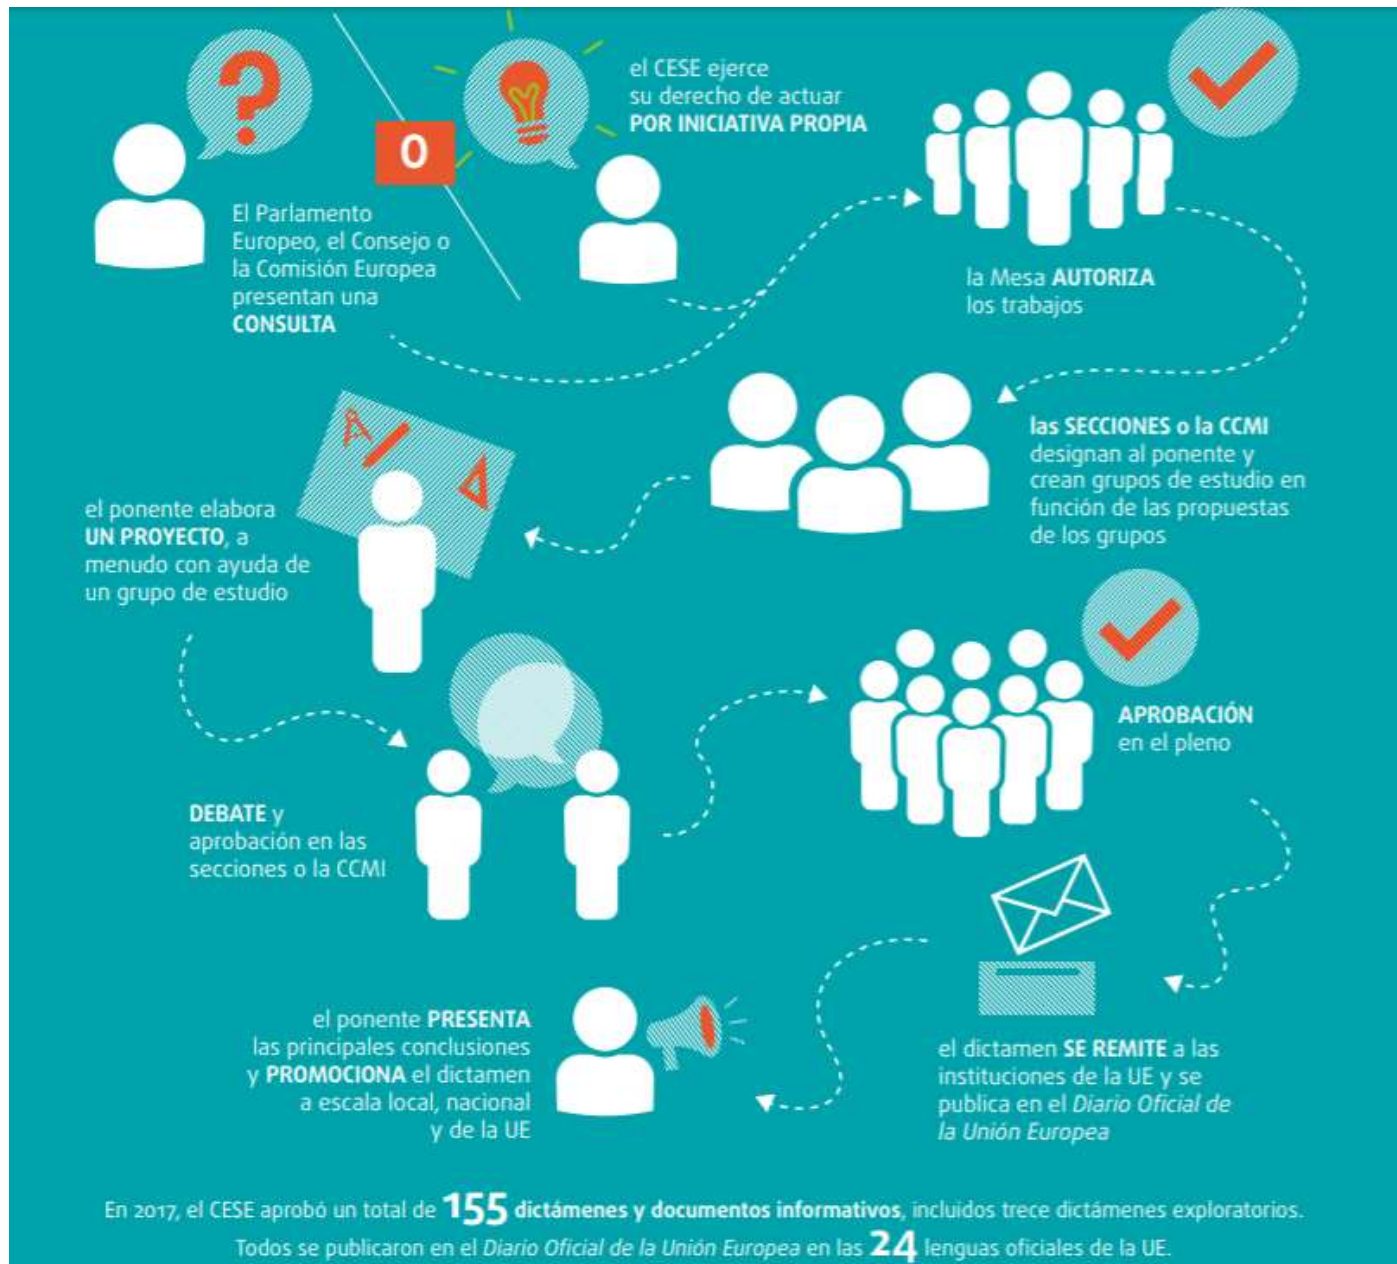 El Parlamento
Europeo, el Consejo o
la Comisión Europea
presentan una
CONSULTA
O
el CESE ejerce
su derecho de actuar
POR INICIATIVA PROPIA
la Mesa AUTORIZA
los trabajos
las SECCIONES o la CCMI
designan al ponente y
crean grupos de estudio en
función de las propuestas
de los grupos
el ponente elabora
UN PROYECTO, a
menudo con ayuda de
un grupo de estudio
DEBATE y
aprobación en las
secciones o la CCMI
APROBACIÓN
en el pleno
el dictamen SE REMITE a las
instituciones de la UE y se
publica en el Diario Oficial de
la Unión Europea
el ponente PRESENTA
las principales conclusiones
y PROMOCIONA el dictamen
a escala local, nacional
y de la UE
En 2017, el CESE aprobó un total de 155 dictámenes y documentos informativos, incluidos trece dictámenes exploratorios.
Todos se publicaron en el Diario Oficial de la Unión Europea en las 24 lenguas oficiales de la UE.